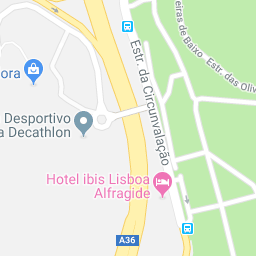 eiras de Baixo
Estr. das Oliv
Estr. da Circunvalação
ora
Desportivo
a Decathlon
Hotel ibis Lisboa
Alfragide
A36